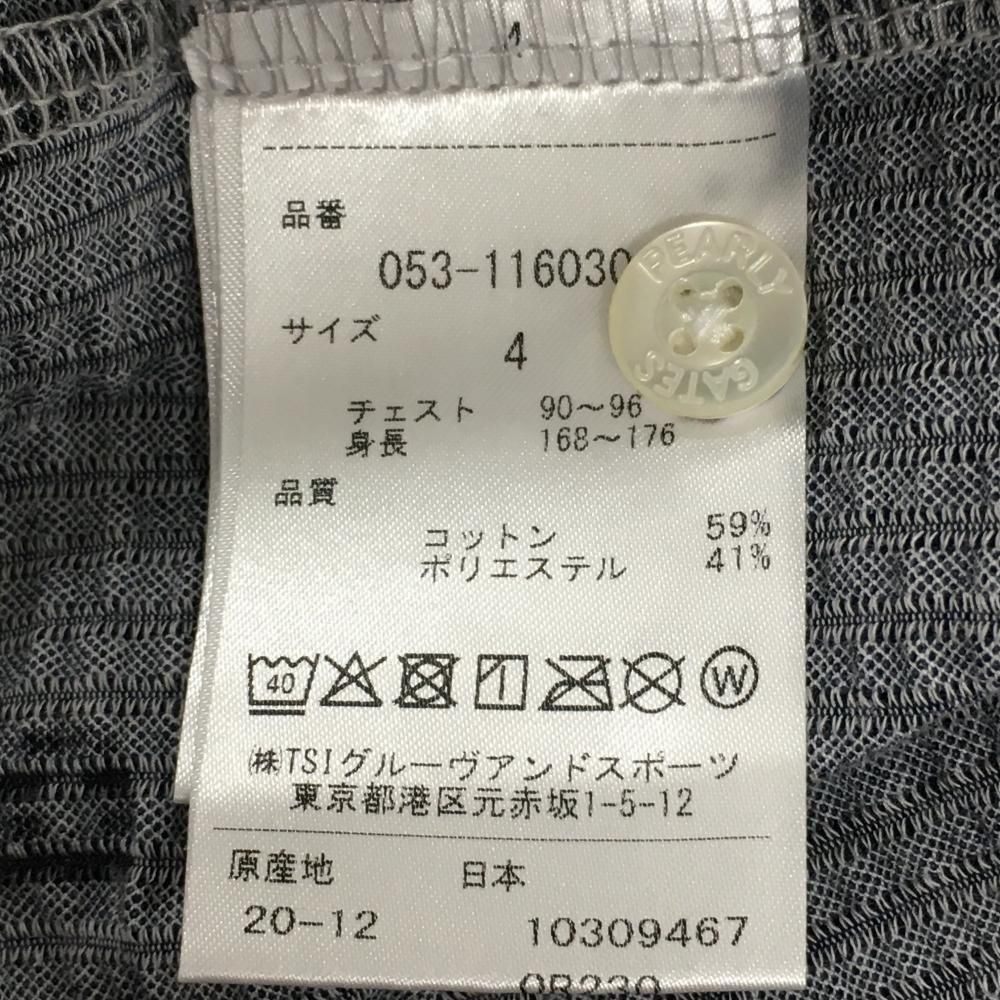 4
品番
053-116030
PEARLY
GATES
サイズ
4
チェスト 90～96
身長 168～176
品質
コットン 59%
ポリエステル 41%
40
W
㈱TSIグルーヴアンドスポーツ
東京都港区元赤坂1-5-12
原産地 日本
20-12 10309467